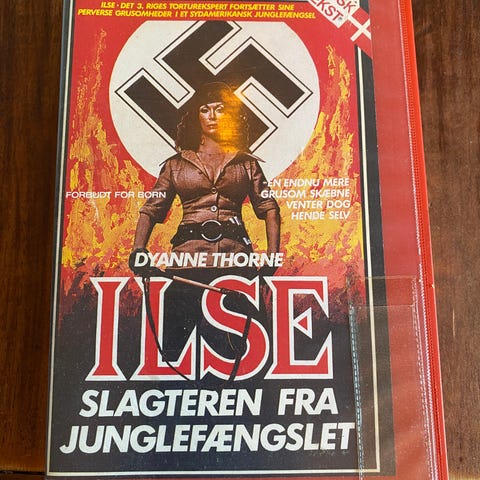 ILSE · DET 3. RIGES TORTUREKSPERT FORTSÆTTER SINE
PERVERSE GRUSOMHEDER I ET SYDAMERIKANSK JUNGLEFÆNGSEL
FORBUDT FOR BØRN
-EN ENDNU MERE
GRUSOM SKÆBNE
VENTER DOG
HENDE SELV
DYANNE THORNE
ILSE
SLAGTEREN FRA
JUNGLEFÆNGSLET